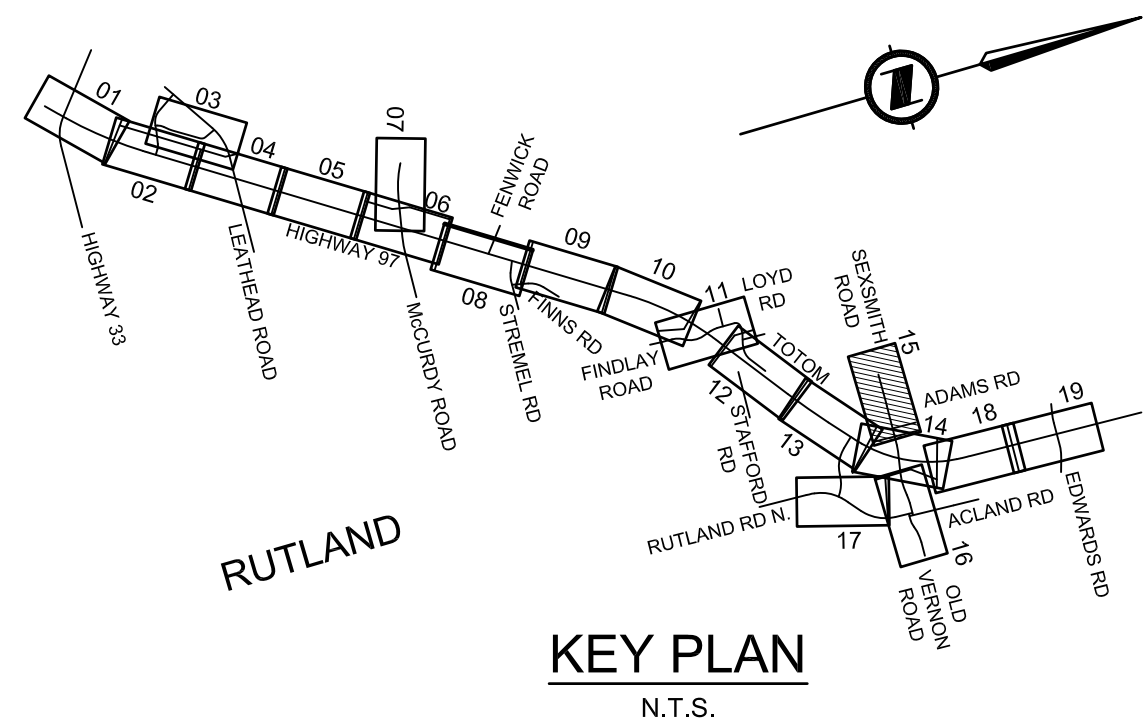 01
02
03
04
05
06
07
08
09
10
11
12
13
14
15
16
17
18
19
HIGHWAY 33
LEATHEAD ROAD
HIGHWAY 97
McCURDY ROAD
FENWICK
ROAD
STREMEL RD
FINNS RD
FINDLAY
ROAD
LOYD
RD
TOTOM
STAFFORD
RD
SEXSMITH
ROAD
ADAMS RD
RUTLAND RD N.
ACLAND RD
OLD
VERNON
ROAD
EDWARDS RD
RUTLAND
KEY PLAN
N.T.S.